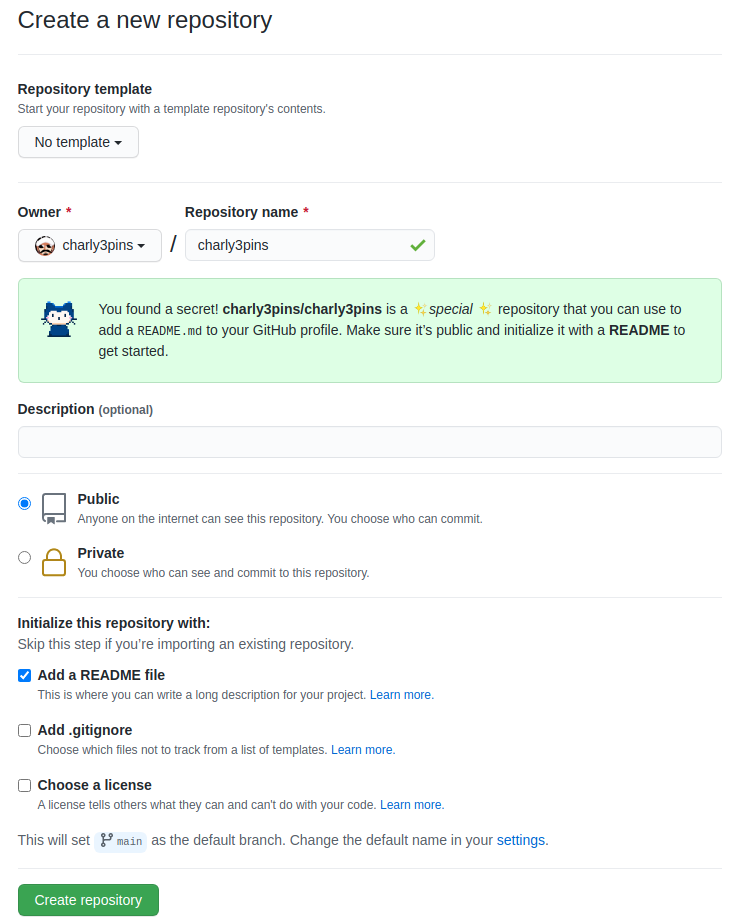 Create a new repository
Repository template
Start your repository with a template repository's contents.
No template
Owner * Repository name *
charly3pins / charly3pins
You found a secret! charly3pins/charly3pins is a ✨special ✨ repository that you can use to
add a README.md to your GitHub profile. Make sure it’s public and initialize it with a README to
get started.
Description (optional)
Public
Anyone on the internet can see this repository. You choose who can commit.
Private
You choose who can see and commit to this repository.
Initialize this repository with:
Skip this step if you’re importing an existing repository.
Add a README file
This is where you can write a long description for your project. Learn more.
Add .gitignore
Choose which files not to track from a list of templates. Learn more.
Choose a license
A license tells others what they can and can't do with your code. Learn more.
This will set main as the default branch. Change the default name in your settings.
Create repository